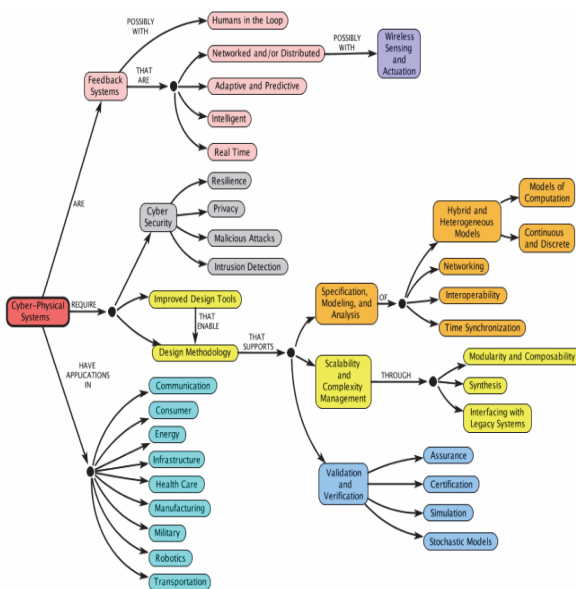 POSSIBLY
WITH
Humans in the Loop
Feedback
Systems
THAT
ARE
Networked and/or Distributed
POSSIBLY
WITH
Wireless
Sensing
and
Actuation
Adaptive and Predictive
Intelligent
Real Time
ARE
Cyber-Physical
Systems
REQUIRE
Cyber
Security
Resilience
Privacy
Malicious Attacks
Intrusion Detection
Improved Design Tools
THAT
ENABLE
Design Methodology
THAT
SUPPORTS
Specification,
Modeling, and
Analysis
OF
Hybrid and
Heterogeneous
Models
Models of
Computation
Continuous
and Discrete
Networking
Interoperability
Time Synchronization
Scalability
and
Complexity
Management
THROUGH
Modularity and Composability
Synthesis
Interfacing with
Legacy Systems
Validation
and
Verification
Assurance
Certification
Simulation
Stochastic Models
HAVE
APPLICATIONS
IN
Communication
Consumer
Energy
Infrastructure
Health Care
Manufacturing
Military
Robotics
Transportation